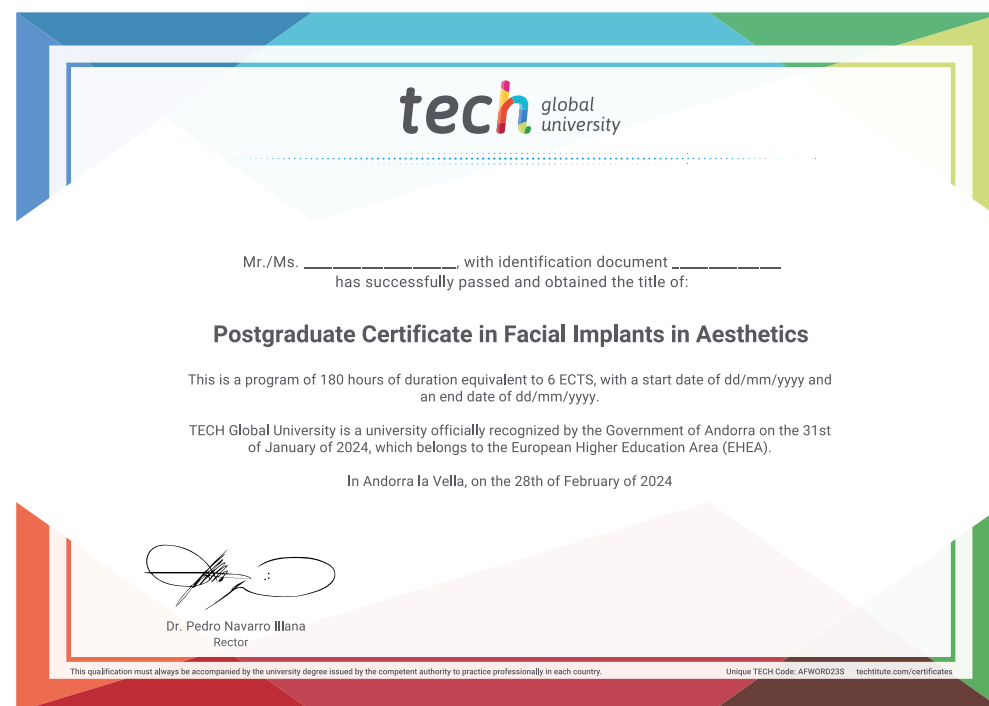 tech global
university
Mr./Ms. ___________________, with identification document ______________
has successfully passed and obtained the title of:
Postgraduate Certificate in Facial Implants in Aesthetics
This is a program of 180 hours of duration equivalent to 6 ECTS, with a start date of dd/mm/yyyy and
an end date of dd/mm/yyyy.
TECH Global University is a university officially recognized by the Government of Andorra on the 31st
of January of 2024, which belongs to the European Higher Education Area (EHEA).
In Andorra la Vella, on the 28th of February of 2024
Dr. Pedro Navarro Illana
Rector
This qualification must always be accompanied by the university degree issued by the competent authority to practice professionally in each country.
Unique TECH Code: AFWORD23S techtitute.com/certificates